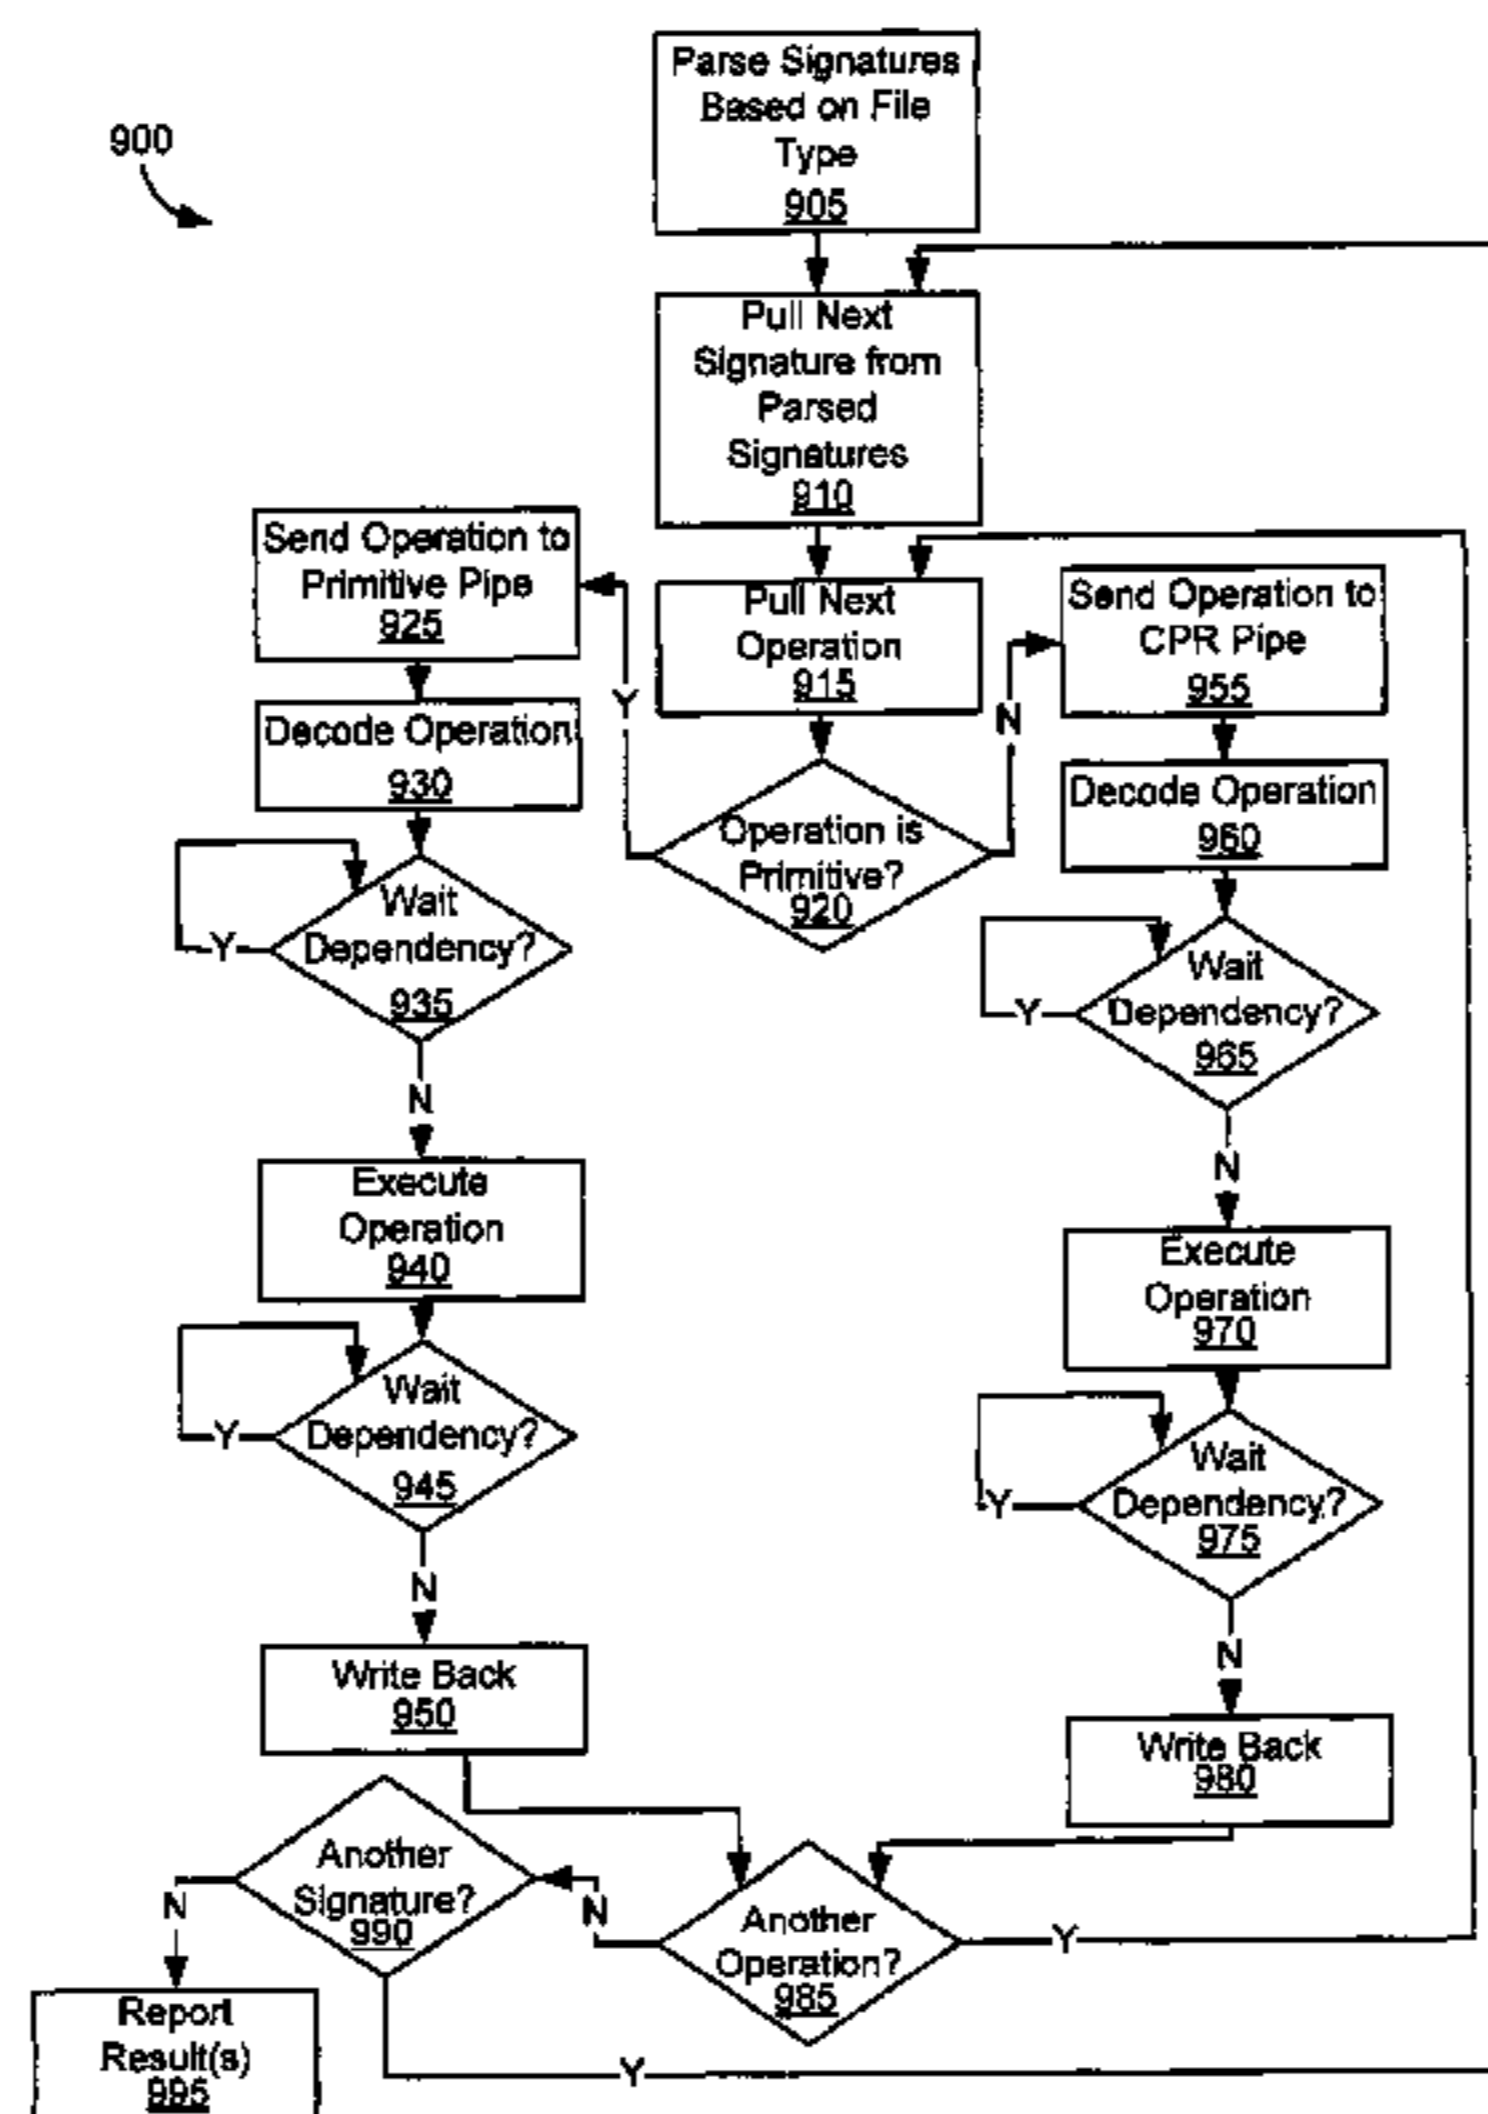 900
Parse Signatures
Based on File
Type
905
Pull Next
Signature from
Parsed
Signatures
910
Pull Next
Operation
915
Operation is
Primitive?
920
Y
N
Send Operation to
Primitive Pipe
925
Decode Operation
930
Wait
Dependency?
935
Y
N
Execute
Operation
940
Wait
Dependency?
945
Y
N
Write Back
950
Send Operation to
CPR Pipe
955
Decode Operation
960
Wait
Dependency?
965
Y
N
Execute
Operation
970
Wait
Dependency?
975
Y
N
Write Back
980
Another
Operation?
985
Y
N
Another
Signature?
990
N
Y
Report
Result(s)
995